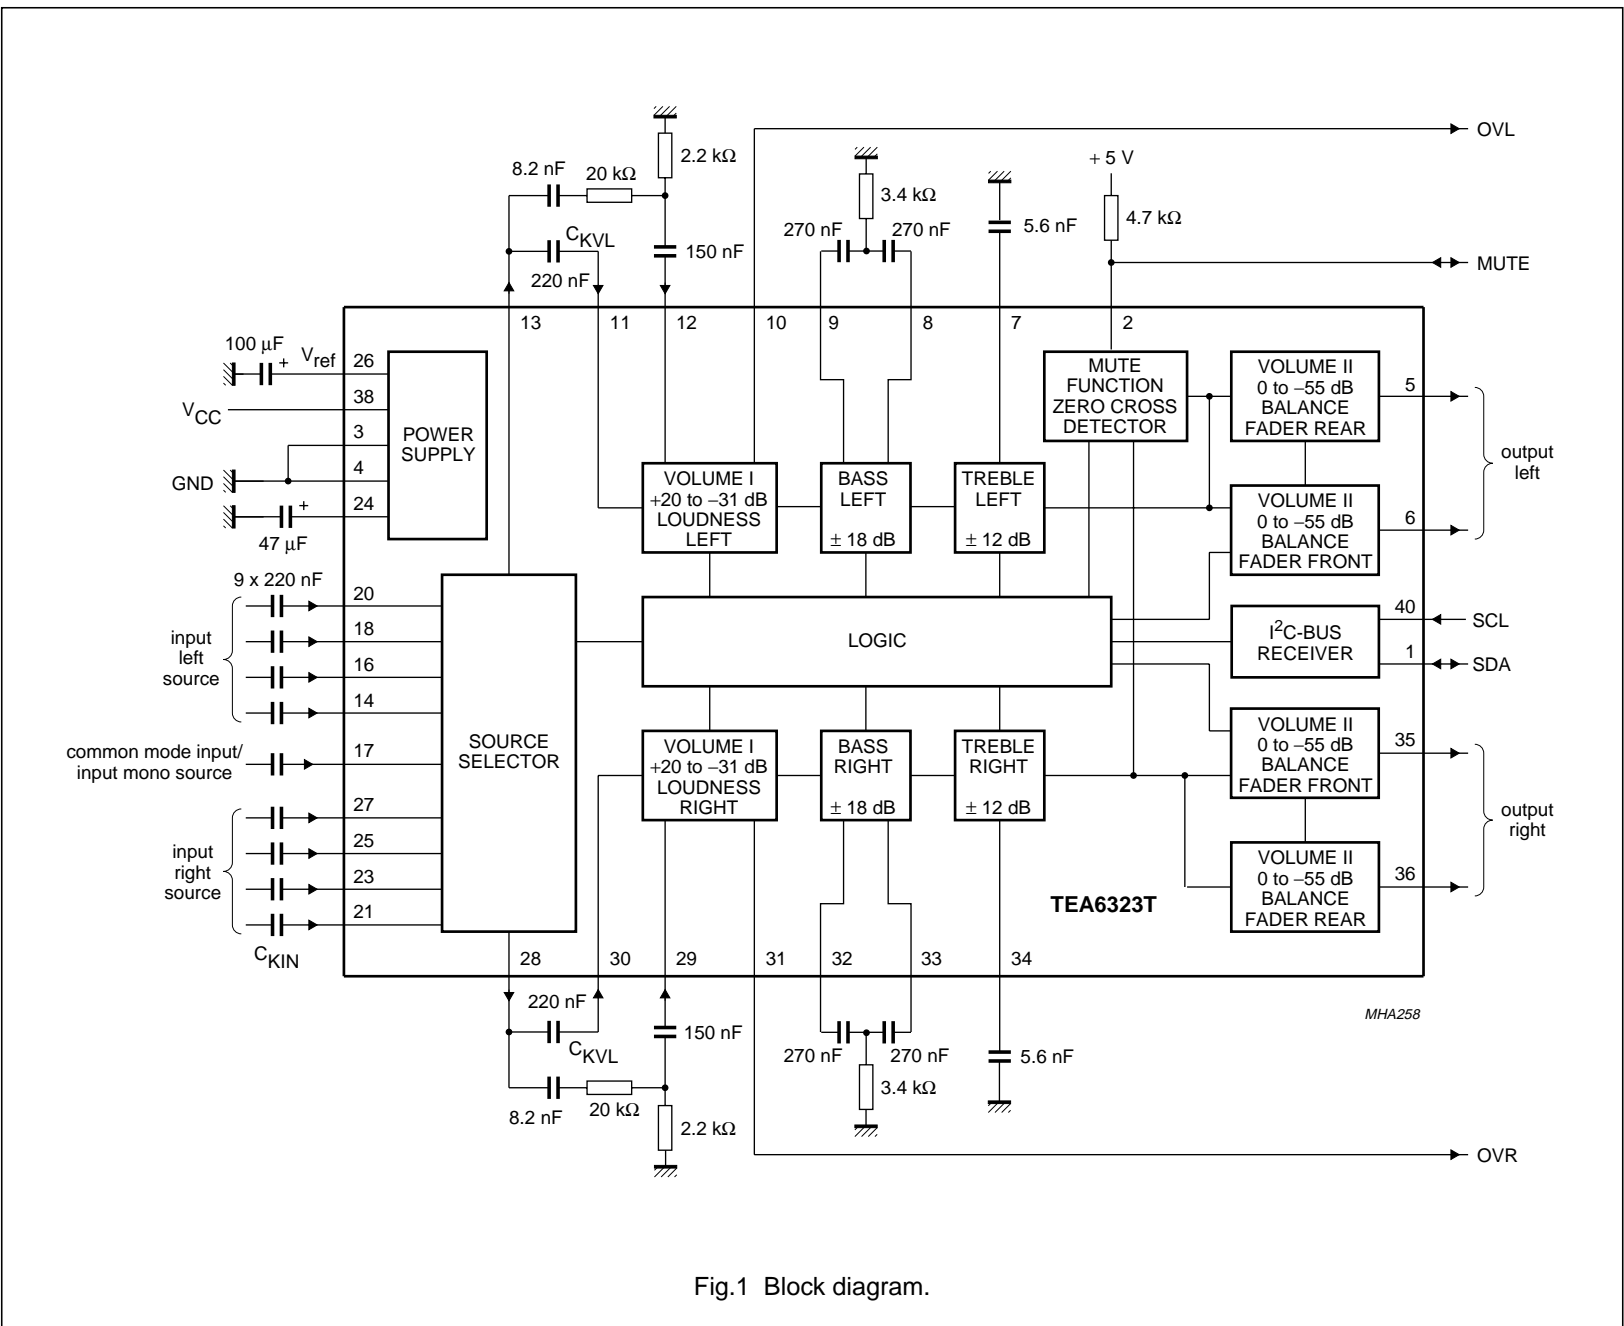 OVL
2.2 kΩ
8.2 nF
20 kΩ
+ 5 V
3.4 kΩ
4.7 kΩ
270 nF
270 nF
5.6 nF
CKVL
220 nF
150 nF
MUTE
13
11
12
10
9
8
7
2
100 µF
+
Vref
26
VCC
38
3
4
GND
24
+
47 µF
POWER
SUPPLY
MUTE
FUNCTION
ZERO CROSS
DETECTOR
VOLUME II
0 to −55 dB
BALANCE
FADER REAR
5
VOLUME I
+20 to −31 dB
LOUDNESS
LEFT
BASS
LEFT
± 18 dB
TREBLE
LEFT
± 12 dB
VOLUME II
0 to −55 dB
BALANCE
FADER FRONT
6
output
left
9 x 220 nF
20
18
16
14
input
left
source
common mode input/
input mono source
17
27
25
23
21
input
right
source
CKIN
SOURCE
SELECTOR
LOGIC
I2C-BUS
RECEIVER
40
SCL
1
SDA
VOLUME I
+20 to −31 dB
LOUDNESS
RIGHT
BASS
RIGHT
± 18 dB
TREBLE
RIGHT
± 12 dB
VOLUME II
0 to −55 dB
BALANCE
FADER FRONT
35
VOLUME II
0 to −55 dB
BALANCE
FADER REAR
36
output
right
TEA6323T
28
30
29
31
32
33
34
220 nF
CKVL
150 nF
8.2 nF
20 kΩ
2.2 kΩ
270 nF
270 nF
3.4 kΩ
5.6 nF
MHA258
OVR
Fig.1 Block diagram.